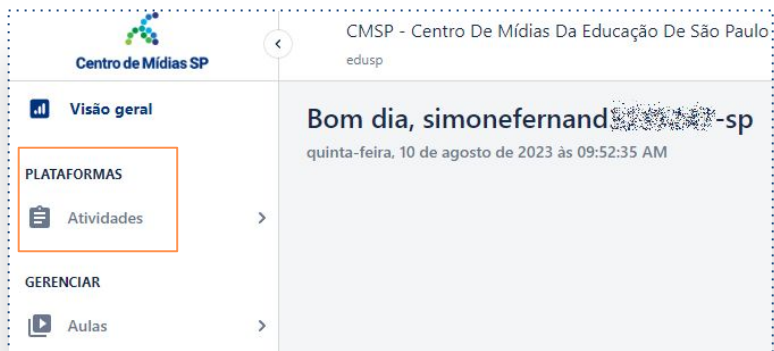 Centro de Mídias SP
Visão geral
PLATAFORMAS
Atividades
GERENCIAR
Aulas
CMSP - Centro De Mídias Da Educação De São Paulo
edusp
Bom dia, simonefernand -sp
quinta-feira, 10 de agosto de 2023 às 09:52:35 AM